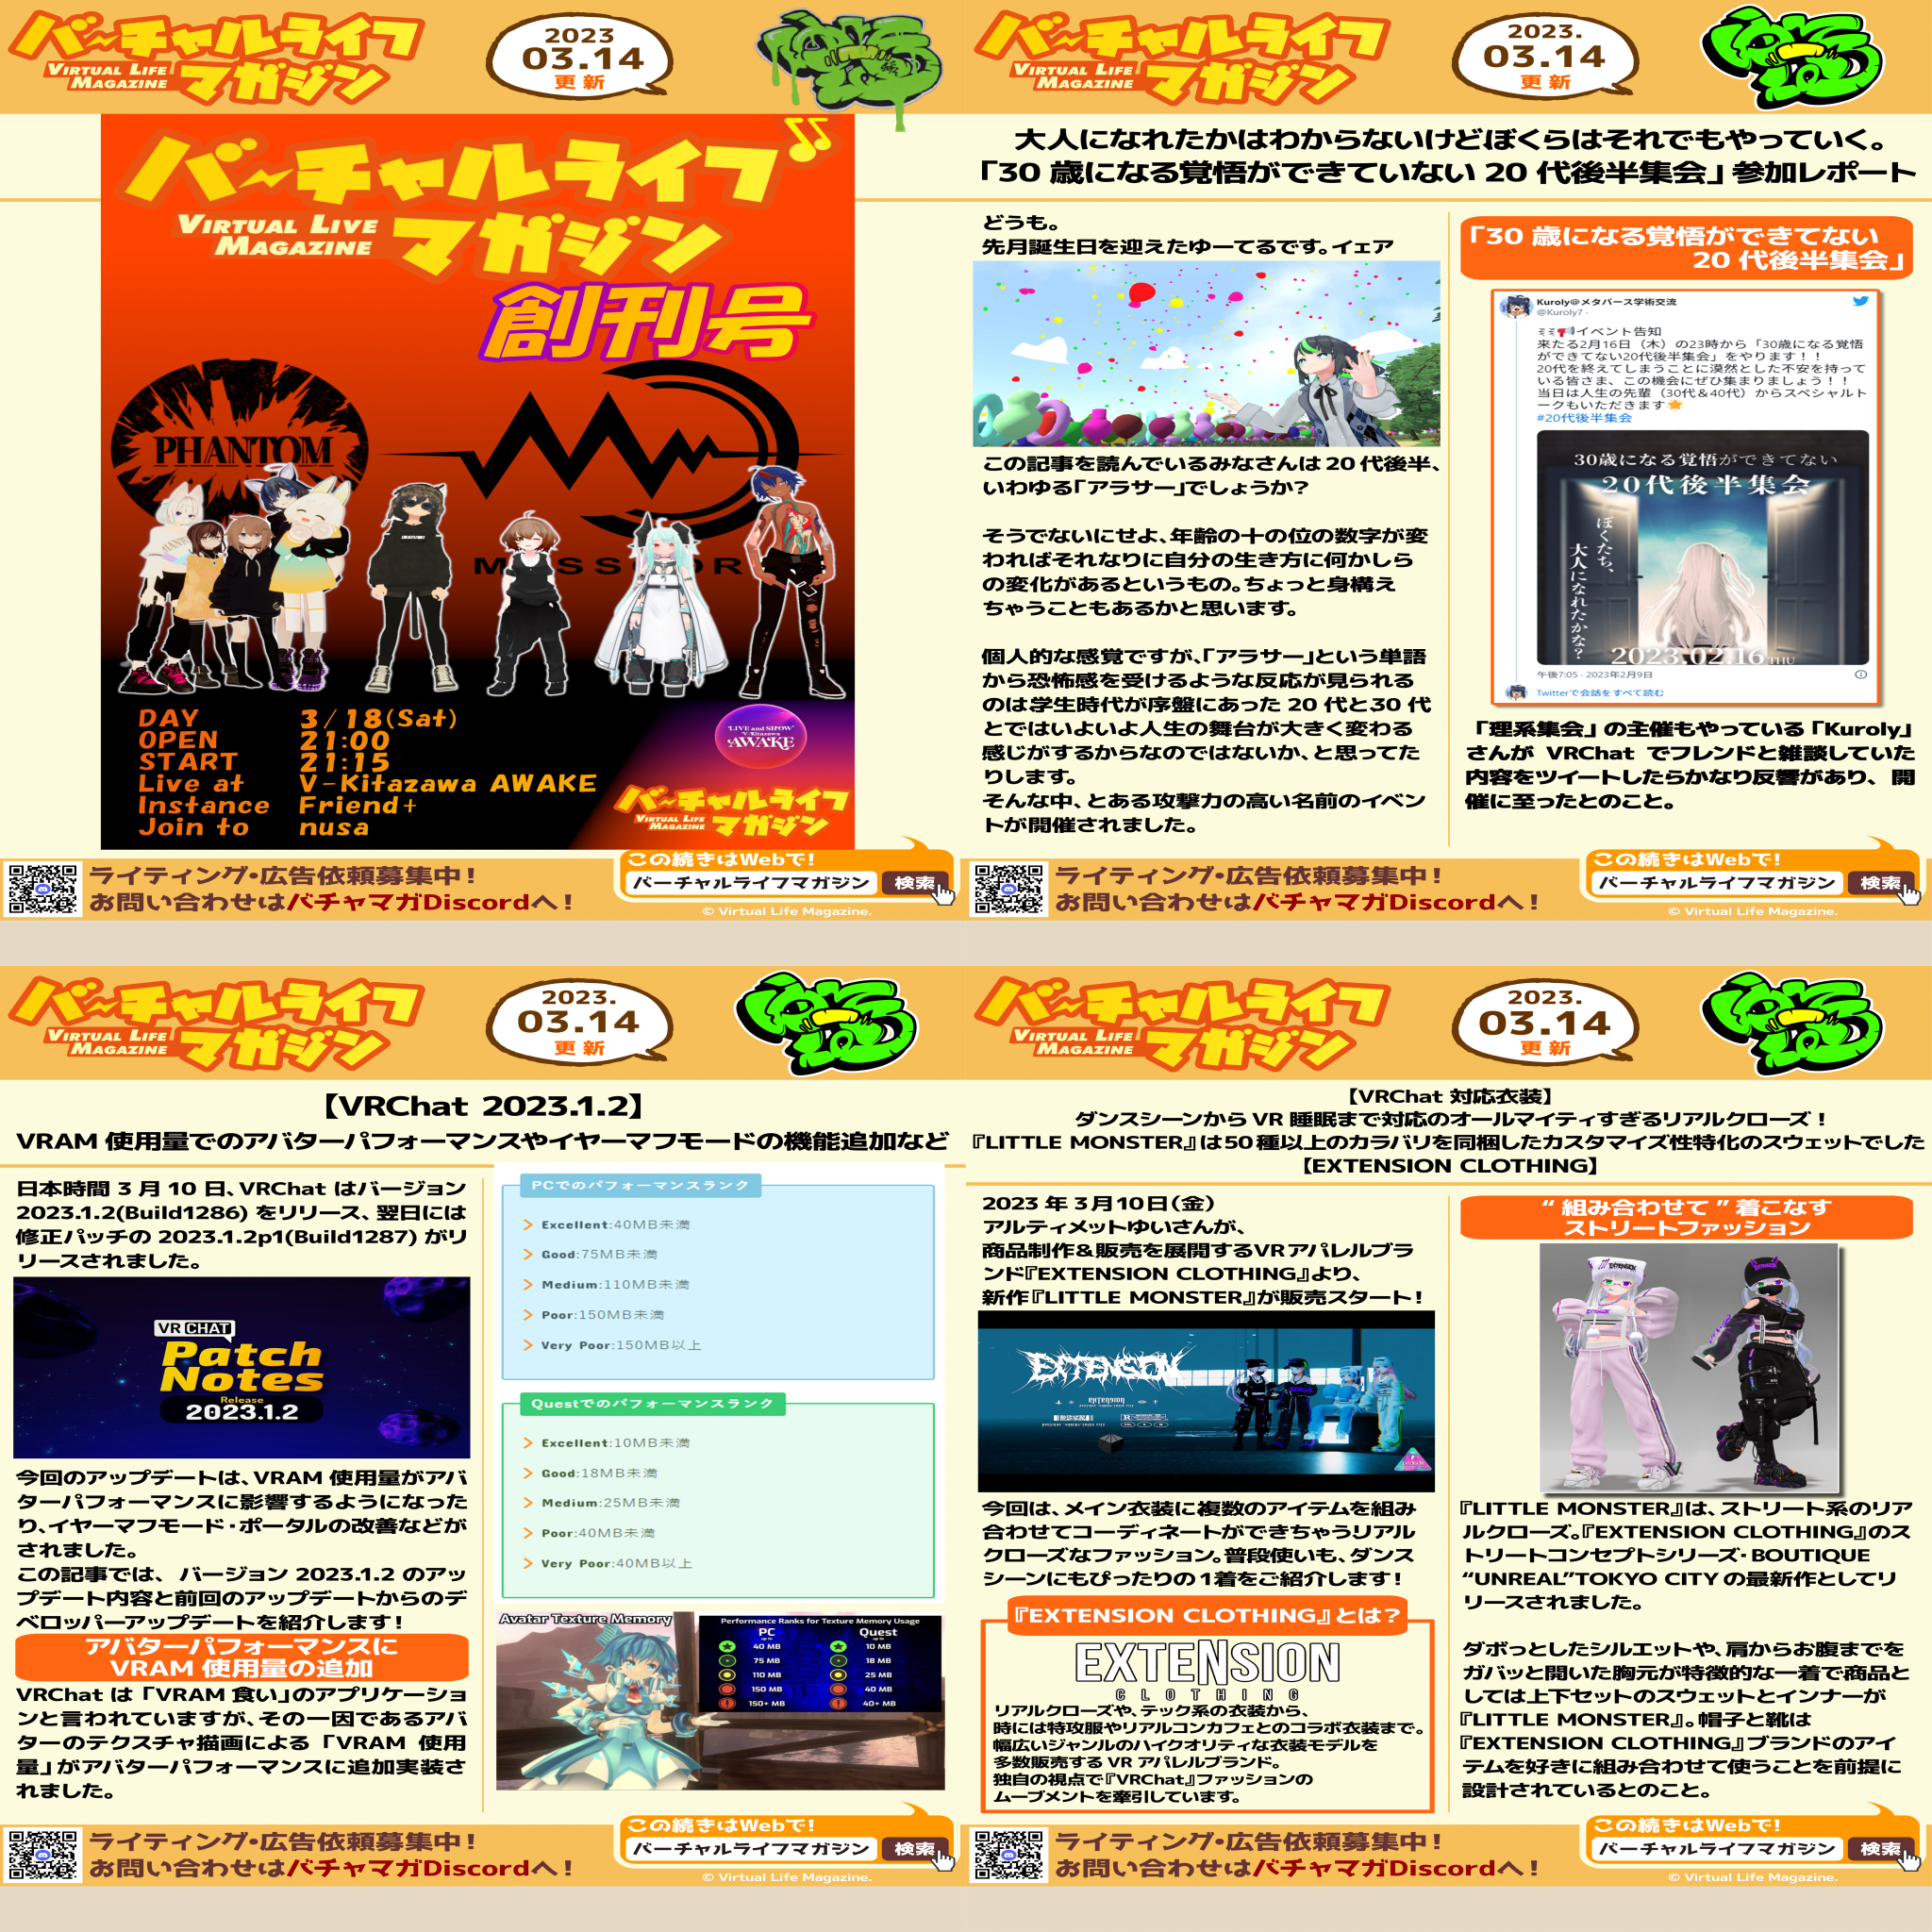 バーチャルライフ
マガジン
VIRTUAL LIFE
MAGAZINE
2023
03.14
更新
バーチャルライフ
マガジン
VIRTUAL LIVE
MAGAZINE
創刊号
PHANTOM
DAY 3/18(Sat)
OPEN 21:00
START 21:15
Live at V-Kitazawa AWAKE
Instance Friend+
Join to nusa
LIVE and SHOW
V-Kitazawa
AWAKE
バーチャルライフ
マガジン
VIRTUAL LIFE
MAGAZINE
ライティング・広告依頼募集中!
お問い合わせはバチャマガDiscordへ!
この続きはWebで!
バーチャルライフマガジン 検索
© Virtual Life Magazine.
バーチャルライフ
マガジン
VIRTUAL LIFE
MAGAZINE
2023.
03.14
更新
大人になれたかはわからないけどぼくらはそれでもやっていく。
「30 歳になる覚悟ができていない 20 代後半集会」参加レポート
どうも。
先月誕生日を迎えたゆーてるです。イェア
この記事を読んでいるみなさんは 20 代後半、
いわゆる「アラサー」でしょうか?
そうでないにせよ、年齢の十の位の数字が変
わればそれなりに自分の生き方に何かしら
の変化があるというもの。ちょっと身構え
ちゃうこともあるかと思います。
個人的な感覚ですが、「アラサー」という単語
から恐怖感を受けるような反応が見られる
のは学生時代が序盤にあった 20 代と30 代
とではいよいよ人生の舞台が大きく変わる
感じがするからなのではないか、と思ってた
りします。
そんな中、とある攻撃力の高い名前のイベン
トが開催されました。
「30 歳になる覚悟ができてない
20 代後半集会」
Kuroly@メタバース学術交流
@Kuroly7 ·
イベント告知
来たる2月16日（木）の23時から「30歳になる覚悟
ができてない20代後半集会」をやります！！
20代を終えてしまうことに漠然とした不安を持って
いる皆さま、この機会にぜひ集まりましょう！！
当日は人生の先輩（30代＆40代）からスペシャルト
ークもいただきます
#20代後半集会
30歳になる覚悟ができてない
20代後半集会
ぼくたち、
大人になれたかな?
2023.02.16 THU
午後7:05 · 2023年2月9日
Twitterで会話をすべて読む
「理系集会」の主催もやっている「Kuroly」
さんが VRChat でフレンドと雑談していた
内容をツイートしたらかなり反響があり、開
催に至ったとのこと。
ライティング・広告依頼募集中!
お問い合わせはバチャマガDiscordへ!
この続きはWebで!
バーチャルライフマガジン 検索
© Virtual Life Magazine.
バーチャルライフ
マガジン
VIRTUAL LIFE
MAGAZINE
2023.
03.14
更新
【VRChat 2023.1.2】
VRAM 使用量でのアバターパフォーマンスやイヤーマフモードの機能追加など
日本時間 3 月 10 日、VRChat はバージョン
2023.1.2(Build1286) をリリース、翌日には
修正パッチの 2023.1.2p1(Build1287) がリ
リースされました。
VRCHAT
Patch
Notes
Release
2023.1.2
今回のアップデートは、VRAM 使用量がアバ
ターパフォーマンスに影響するようになった
り、イヤーマフモード・ポータルの改善などが
されました。
この記事では、バージョン 2023.1.2 のアッ
プデート内容と前回のアップデートからのデ
ベロッパーアップデートを紹介します!
アバターパフォーマンスに
VRAM 使用量の追加
VRChat は「VRAM 食い」のアプリケーショ
ンと言われていますが、その一因であるアバ
ターのテクスチャ描画による「VRAM 使用
量」がアバターパフォーマンスに追加実装さ
れました。
PCでのパフォーマンスランク
Excellent:40MB未満
Good:75MB未満
Medium:110MB未満
Poor:150MB未満
Very Poor:150MB以上
Questでのパフォーマンスランク
Excellent:10MB未満
Good:18MB未満
Medium:25MB未満
Poor:40MB未満
Very Poor:40MB以上
Avatar Texture Memory
Performance Ranks for Texture Memory Usage
PC Quest
40 MB 10 MB
75 MB 18 MB
110 MB 25 MB
150 MB 40 MB
150+ MB 40+ MB
ライティング・広告依頼募集中!
お問い合わせはバチャマガDiscordへ!
この続きはWebで!
バーチャルライフマガジン 検索
© Virtual Life Magazine.
バーチャルライフ
マガジン
VIRTUAL LIFE
MAGAZINE
2023.
03.14
更新
【VRChat 対応衣装】
ダンスシーンから VR 睡眠まで対応のオールマイティすぎるリアルクローズ！
『LITTLE MONSTER』は50種以上のカラバリを同梱したカスタマイズ性特化のスウェットでした
【EXTENSION CLOTHING】
2023 年 3月10日(金)
アルティメットゆいさんが、
商品制作&販売を展開するVRアパレルブラ
ンド『EXTENSION CLOTHING』より、
新作『LITTLE MONSTER』が販売スタート!
EXTENSION
EXTENSION
今回は、メイン衣装に複数のアイテムを組み
合わせてコーディネートができちゃうリアル
クローズなファッション。普段使いも、ダンス
シーンにもぴったりの1着をご紹介します!
『EXTENSION CLOTHING』とは?
EXTENSION
CLOTHING
リアルクローズや、テック系の衣装から、
時には特攻服やリアルコンカフェとのコラボ衣装まで。
幅広いジャンルのハイクオリティな衣装モデルを
多数販売する VR アパレルブランド。
独自の視点で『VRChat』ファッションの
ムーブメントを牽引しています。
“ 組み合わせて ” 着こなす
ストリートファッション
『LITTLE MONSTER』は、ストリート系のリア
ルクローズ。『EXTENSION CLOTHING』のス
トリートコンセプトシリーズ・BOUTIQUE
“UNREAL”TOKYO CITY の最新作としてリ
リースされました。
ダボっとしたシルエットや、肩からお腹までを
ガバッと開いた胸元が特徴的な一着で商品と
しては上下セットのスウェットとインナーが
『LITTLE MONSTER』。帽子と靴は
『EXTENSION CLOTHING』ブランドのアイ
テムを好きに組み合わせて使うことを前提に
設計されているとのこと。
ライティング・広告依頼募集中!
お問い合わせはバチャマガDiscordへ!
この続きはWebで!
バーチャルライフマガジン 検索
© Virtual Life Magazine.